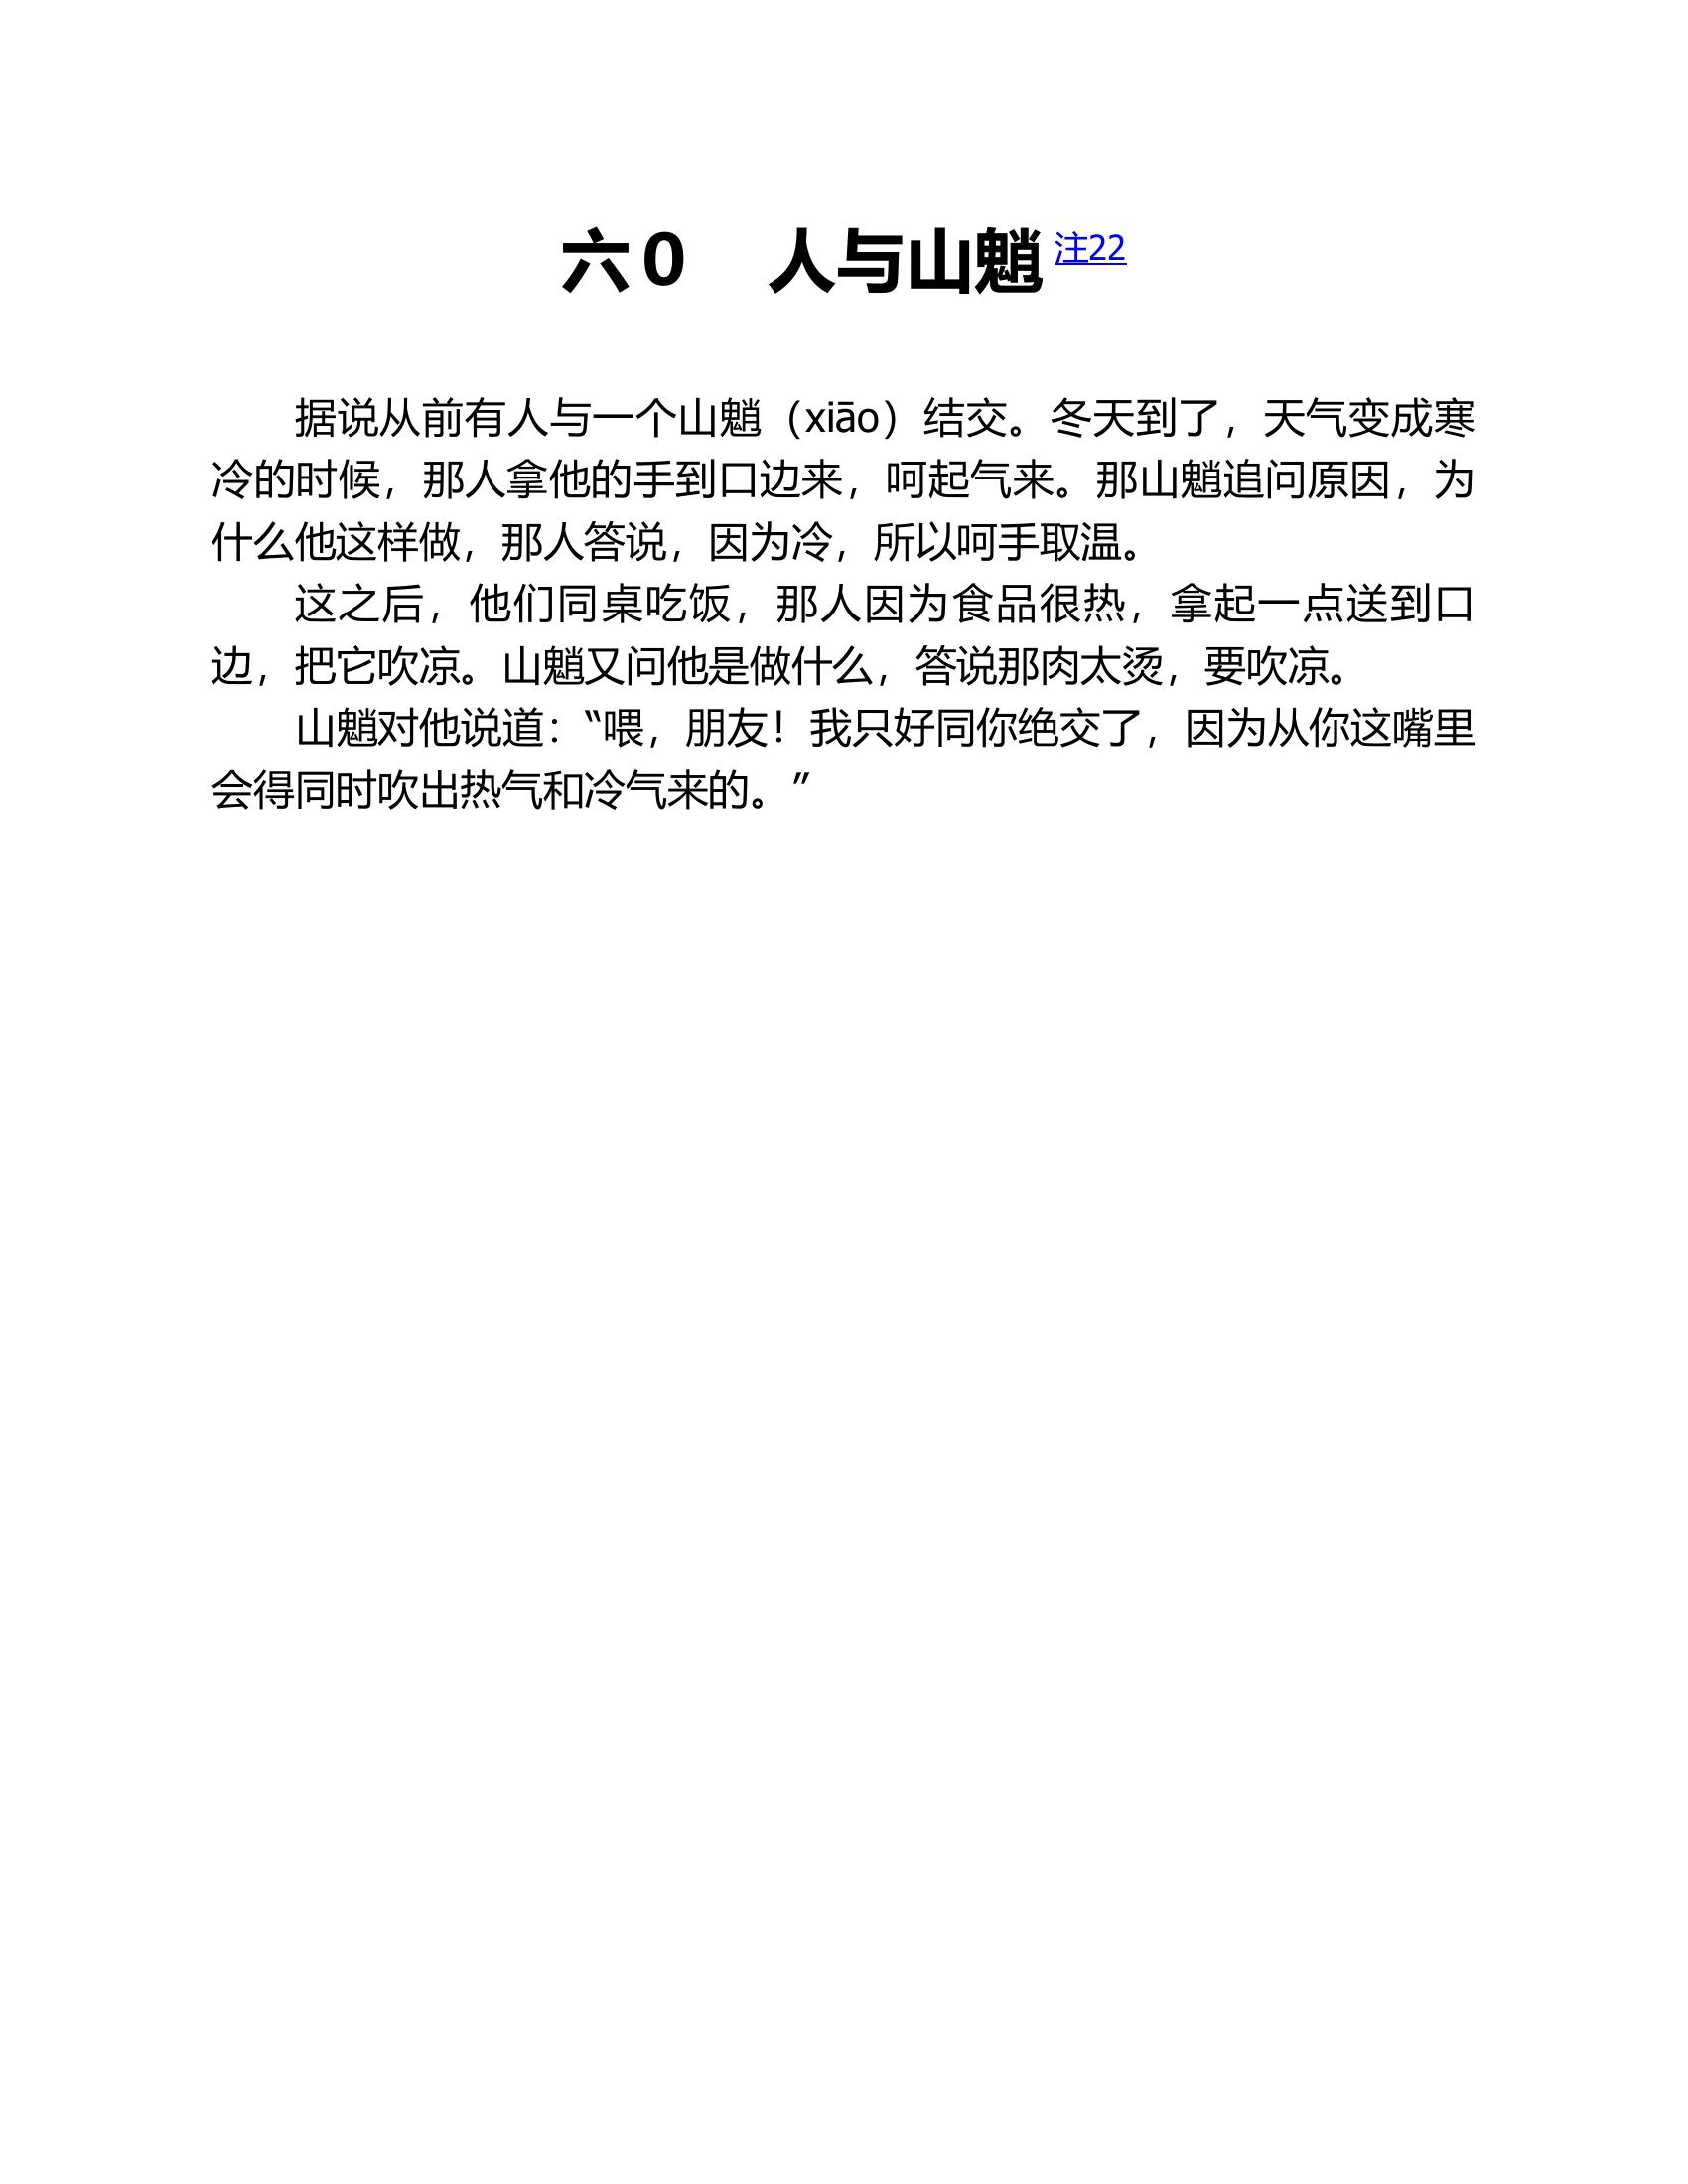 六0　人与山魈 注22
据说从前有人与一个山魈（xiāo）结交。冬天到了，天气变成寒
冷的时候，那人拿他的手到口边来，呵起气来。那山魈追问原因，为
什么他这样做，那人答说，因为冷，所以呵手取温。
这之后，他们同桌吃饭，那人因为食品很热，拿起一点送到口
边，把它吹凉。山魈又问他是做什么，答说那肉太烫，要吹凉。
山魈对他说道：“喂，朋友！我只好同你绝交了，因为从你这嘴里
会得同时吹出热气和冷气来的。”